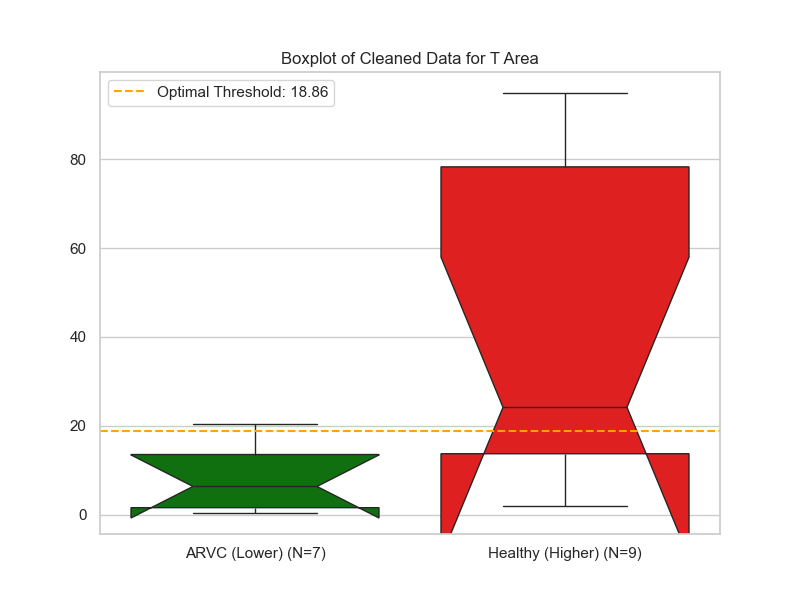 Boxplot of Cleaned Data for T Area
Optimal Threshold: 18.86
80
60
40
20
0
ARVC (Lower) (N=7)
Healthy (Higher) (N=9)